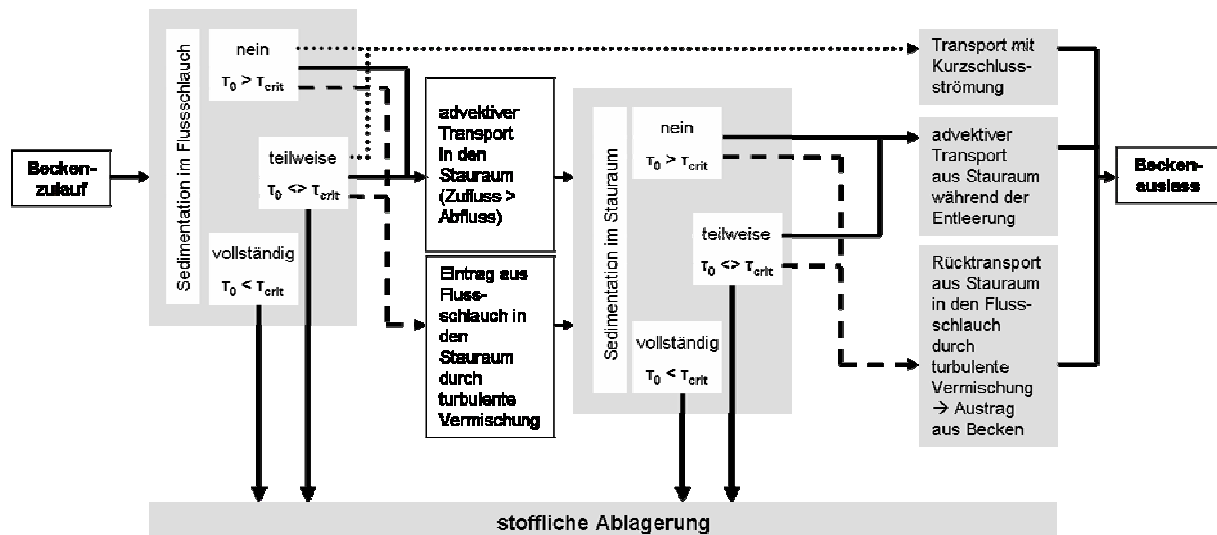 Becken-
zulauf
Sedimentation im Flussschlauch
nein
τ0 > τcrit
teilweise
τ0 <> τcrit
vollständig
τ0 < τcrit
advektiver
Transport
in den
Stauraum
(Zufluss >
Abfluss)
Eintrag aus
Fluss-
schlauch in
den
Stauraum
durch
turbulente
Vermischung
Sedimentation im Stauraum
nein
τ0 > τcrit
teilweise
τ0 <> τcrit
vollständig
τ0 < τcrit
Transport mit
Kurzschluss-
strömung
advektiver
Transport
aus Stauraum
während der
Entleerung
Rücktransport
aus Stauraum
in den Fluss-
schlauch
durch
turbulente
Vermischung
→ Austrag
aus Becken
Becken-
auslass
stoffliche Ablagerung